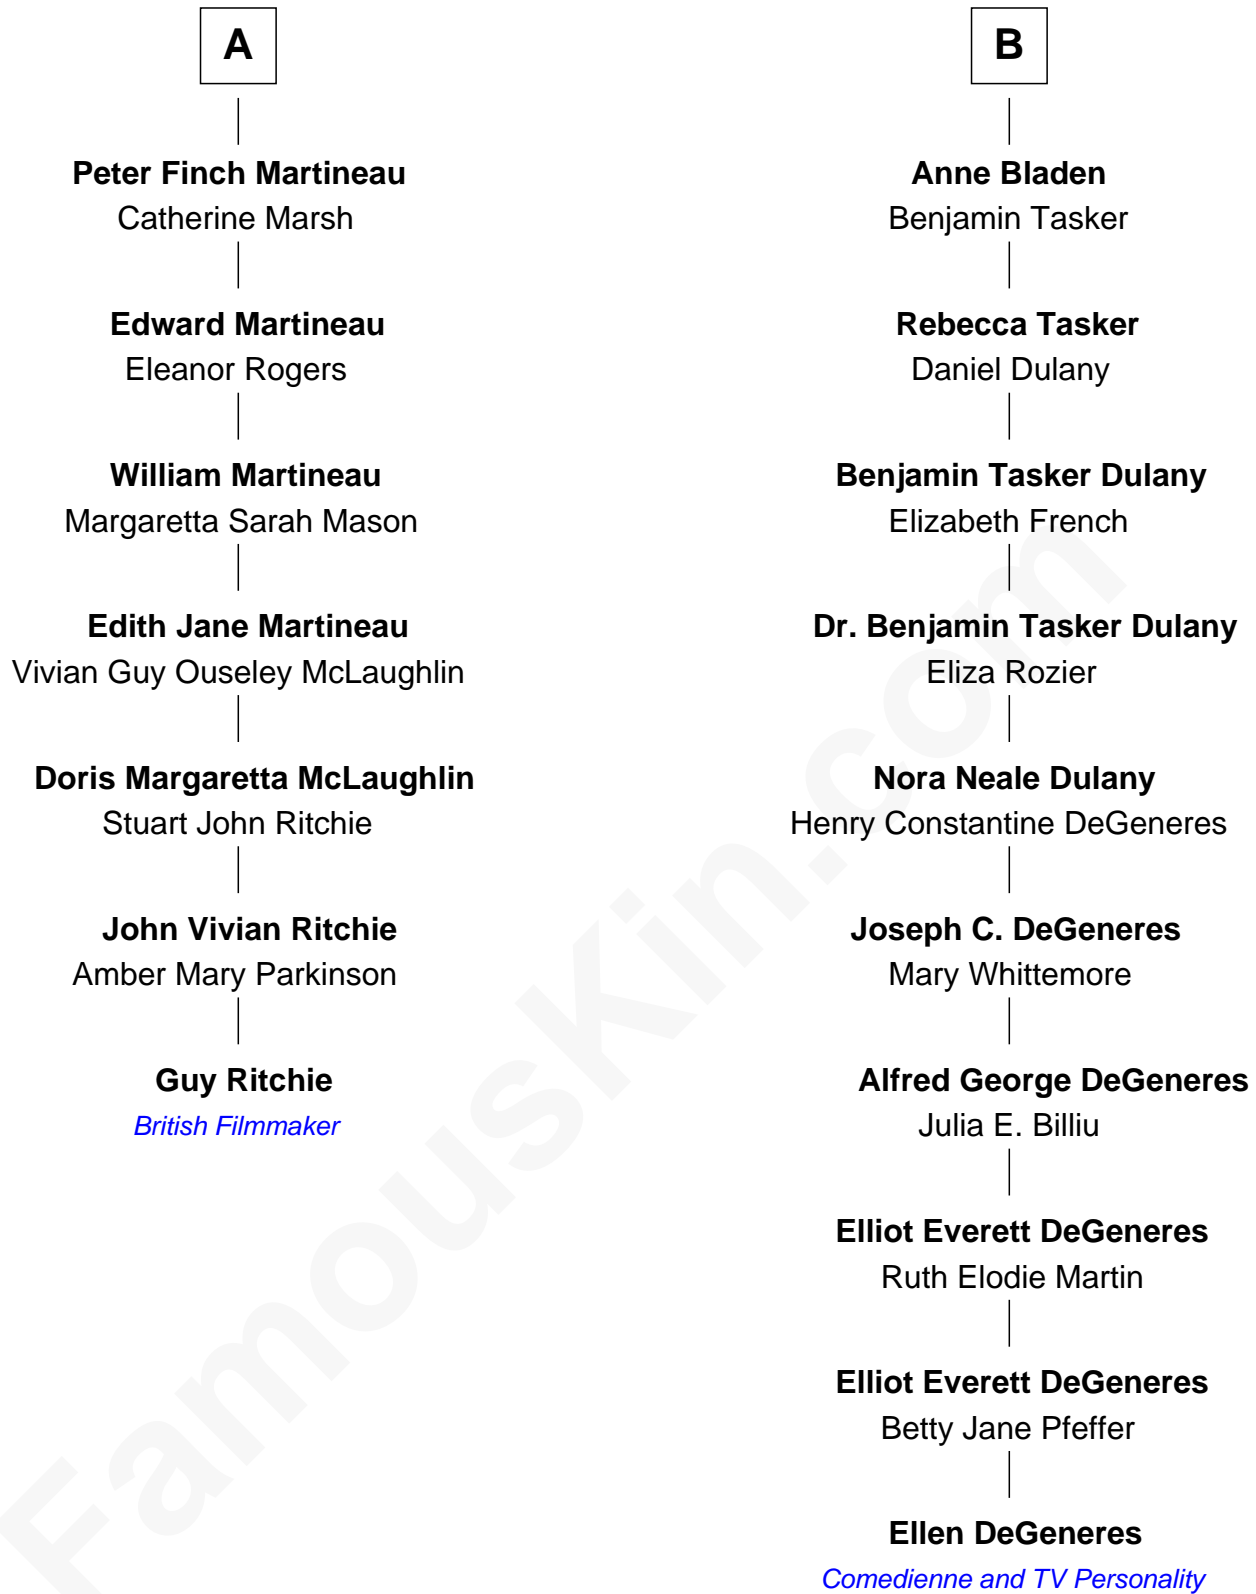 A
Peter Finch Martineau
Catherine Marsh
Edward Martineau
Eleanor Rogers
William Martineau
Margaretta Sarah Mason
Edith Jane Martineau
Vivian Guy Ouseley McLaughlin
Doris Margaretta McLaughlin
Stuart John Ritchie
John Vivian Ritchie
Amber Mary Parkinson
Guy Ritchie
British Filmmaker
B
Anne Bladen
Benjamin Tasker
Rebecca Tasker
Daniel Dulany
Benjamin Tasker Dulany
Elizabeth French
Dr. Benjamin Tasker Dulany
Eliza Rozier
Nora Neale Dulany
Henry Constantine DeGeneres
Joseph C. DeGeneres
Mary Whittemore
Alfred George DeGeneres
Julia E. Billiu
Elliot Everett DeGeneres
Ruth Elodie Martin
Elliot Everett DeGeneres
Betty Jane Pfeffer
Ellen DeGeneres
Comedienne and TV Personality
FamousKin.com